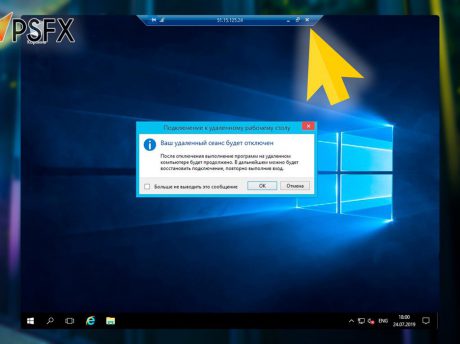 VPSFX
51.15.125.24
Корзина
Подключение к удаленному рабочему столу
Ваш удаленный сеанс будет отключен
После отключения выполнение программ на удаленном
компьютере будет продолжено. В дальнейшем можно будет
восстановить подключение, повторно выполнив вход.
Больше не выводить это сообщение
OK
Отмена
ENG
18:00
24.07.2019